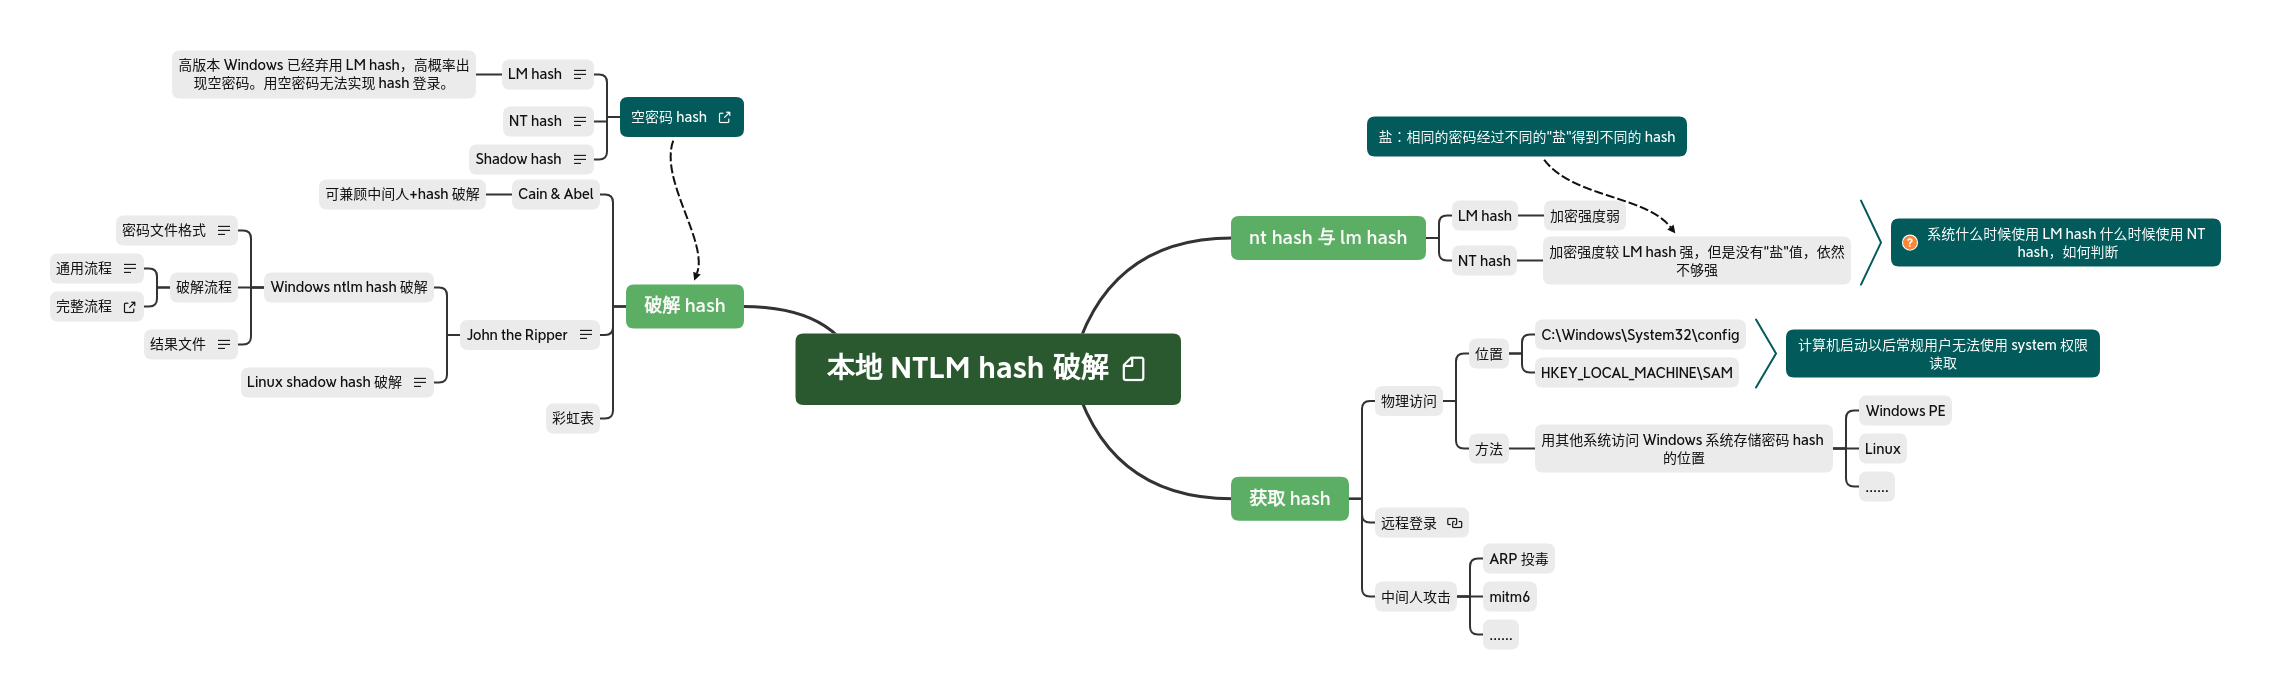 本地 NTLM hash 破解
nt hash 与 lm hash
LM hash
加密强度弱
NT hash
加密强度较 LM hash 强，但是没有"盐"值，依然
不够强
盐：相同的密码经过不同的"盐"得到不同的 hash
系统什么时候使用 LM hash 什么时候使用 NT
hash，如何判断
获取 hash
物理访问
位置
C:\Windows\System32\config
HKEY_LOCAL_MACHINE\SAM
计算机启动以后常规用户无法使用 system 权限
读取
方法
用其他系统访问 Windows 系统存储密码 hash
的位置
Windows PE
Linux
......
远程登录
中间人攻击
ARP 投毒
mitm6
......
空密码 hash
LM hash
高版本 Windows 已经弃用 LM hash，高概率出
现空密码。用空密码无法实现 hash 登录。
NT hash
Shadow hash
破解 hash
Cain & Abel
可兼顾中间人+hash 破解
John the Ripper
Windows ntlm hash 破解
密码文件格式
破解流程
通用流程
完整流程
结果文件
Linux shadow hash 破解
彩虹表